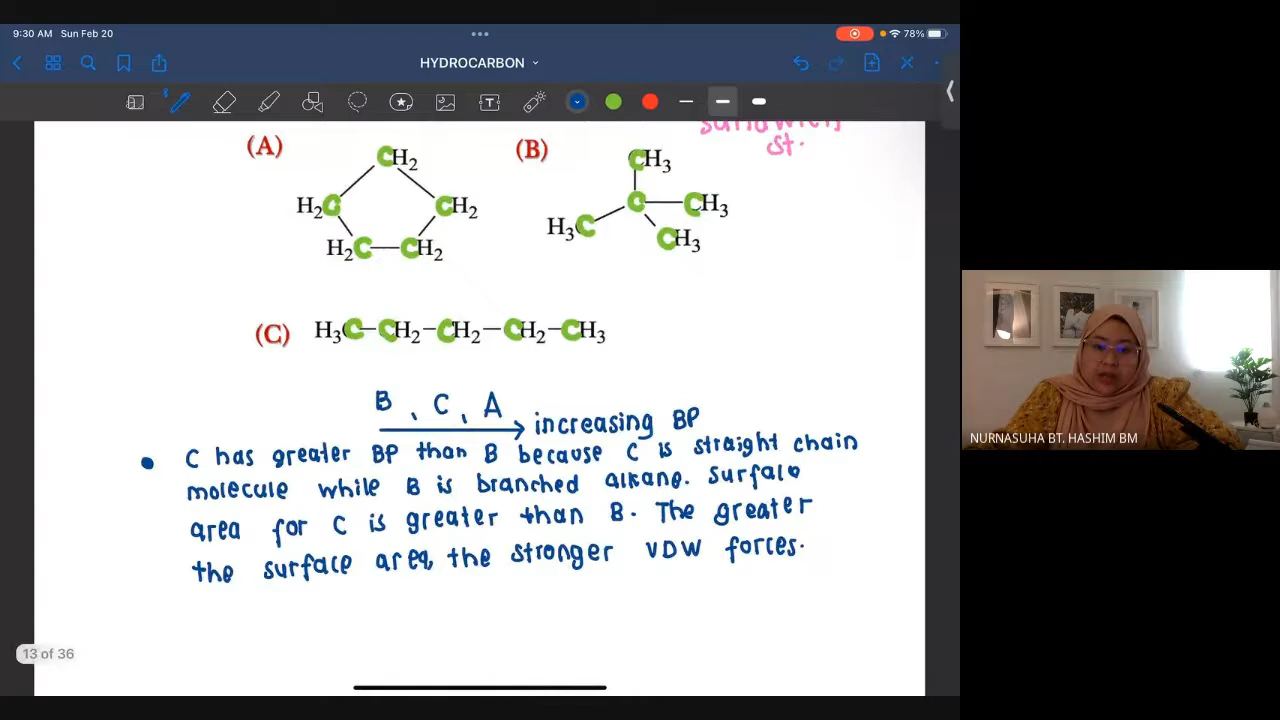 9:30 AM Sun Feb 20
78%
HYDROCARBON
(A)
CH2
H2C
CH2
H2C
CH2
(B)
st.
CH3
C
CH3
H3C
CH3
(C)
H3C-CH2-CH2-CH2-CH3
B, C, A
increasing BP
• C has greater BP than B because C is straight chain
molecule while B is branched alkane. Surface
area for C is greater than B. The greater
the surface area, the stronger VDW forces.
13 of 36
NURNASUHA BT. HASHIM BM